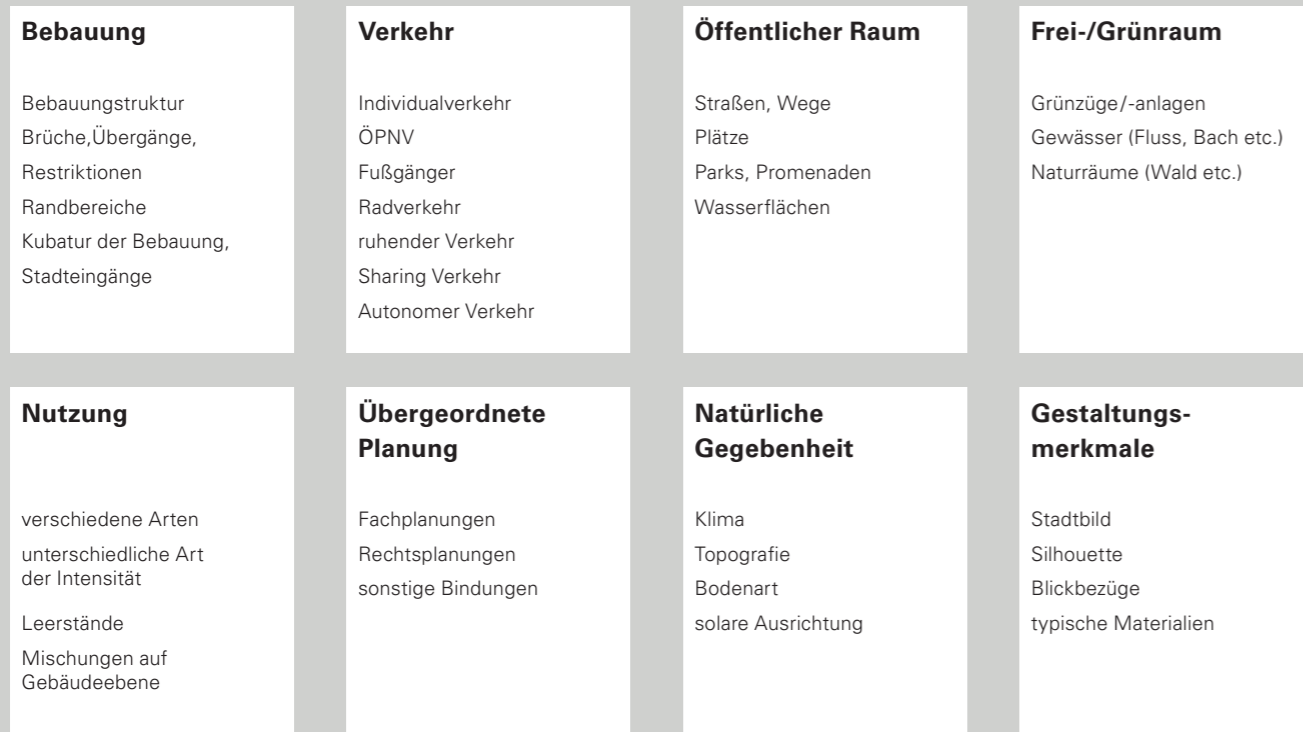 Bebauung
Bebauungstruktur
Brüche,Übergänge,
Restriktionen
Randbereiche
Kubatur der Bebauung,
Stadteingänge
Verkehr
Individualverkehr
ÖPNV
Fußgänger
Radverkehr
ruhender Verkehr
Sharing Verkehr
Autonomer Verkehr
Öffentlicher Raum
Straßen, Wege
Plätze
Parks, Promenaden
Wasserflächen
Frei-/Grünraum
Grünzüge/-anlagen
Gewässer (Fluss, Bach etc.)
Naturräume (Wald etc.)
Nutzung
verschiedene Arten
unterschiedliche Art
der Intensität
Leerstände
Mischungen auf
Gebäudeebene
Übergeordnete
Planung
Fachplanungen
Rechtsplanungen
sonstige Bindungen
Natürliche
Gegebenheit
Klima
Topografie
Bodenart
solare Ausrichtung
Gestaltungs-
merkmale
Stadtbild
Silhouette
Blickbezüge
typische Materialien